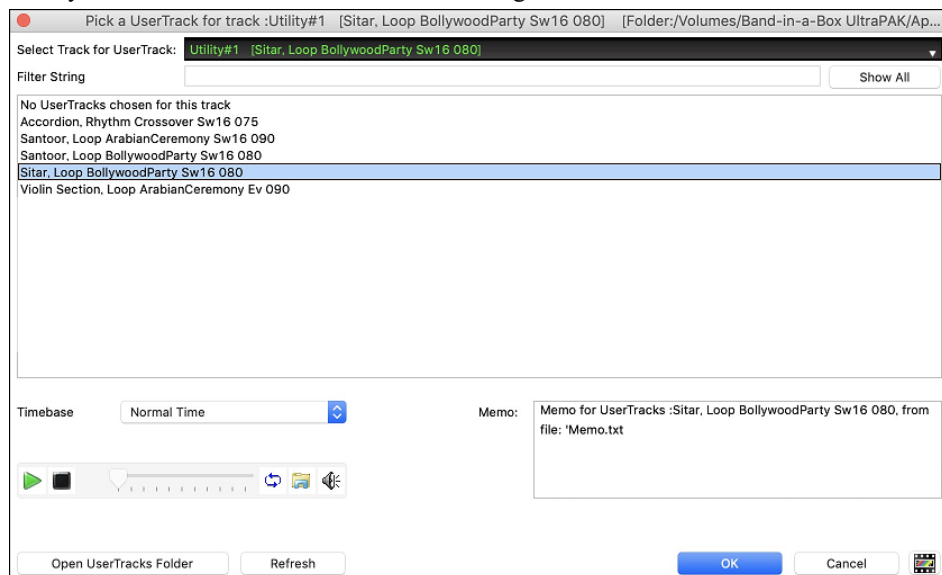 Pick a UserTrack for track :Utility#1 [Sitar, Loop BollywoodParty Sw16 080] [Folder:/Volumes/Band-in-a-Box UltraPAK/Ap...
Select Track for UserTrack: Utility#1 [Sitar, Loop BollywoodParty Sw16 080]
Filter String Show All
No UserTracks chosen for this track
Accordion, Rhythm Crossover Sw16 075
Santoor, Loop ArabianCeremony Sw16 090
Santoor, Loop BollywoodParty Sw16 080
Sitar, Loop BollywoodParty Sw16 080
Violin Section, Loop ArabianCeremony Ev 090
Timebase Normal Time Memo: Memo for UserTracks :Sitar, Loop BollywoodParty Sw16 080, from
file: 'Memo.txt
Open UserTracks Folder Refresh OK Cancel